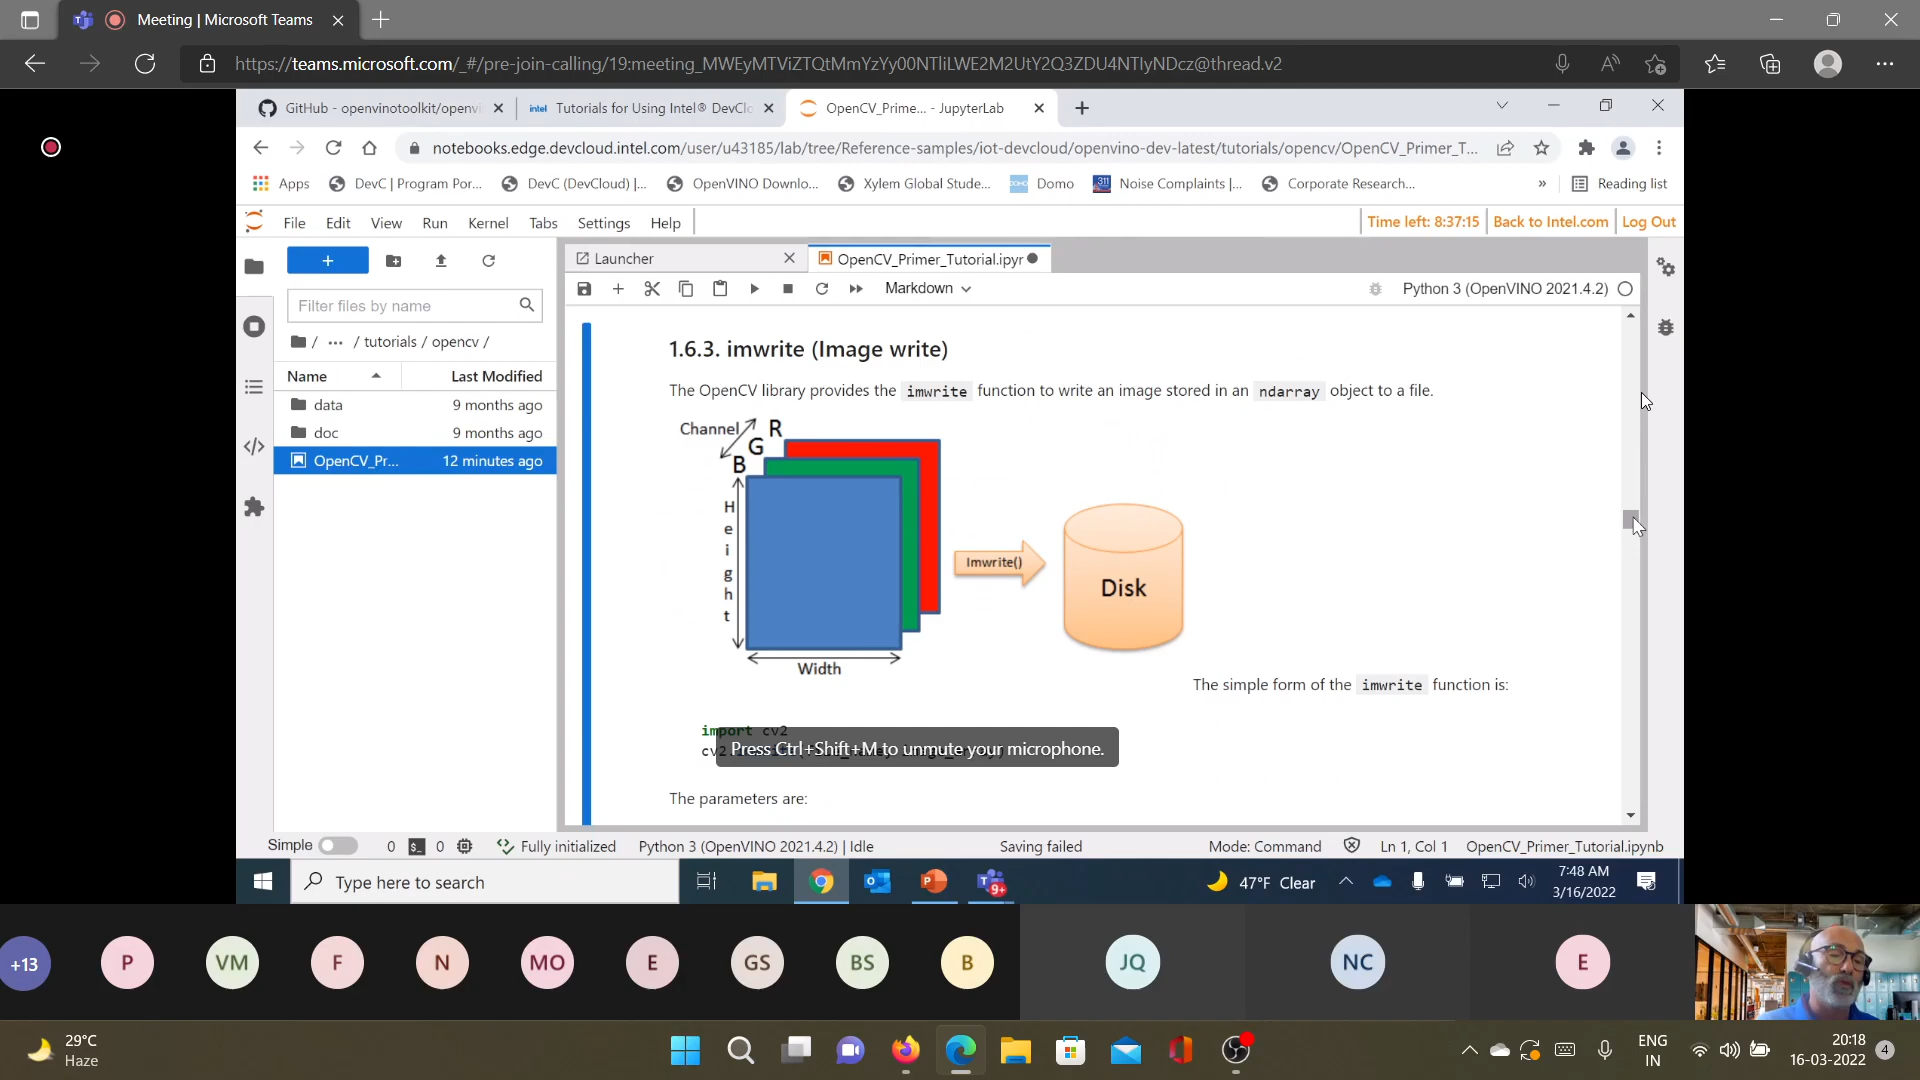 Meeting | Microsoft Teams
https://teams.microsoft.com/_#/pre-join-calling/19:meeting_MWEyMTViZTQtMmYzYy00NTliLWE2M2UtY2Q3ZDU4NTIyNDcz@thread.v2
GitHub - openvinotoolkit/openvi
intel Tutorials for Using Intel® DevClo
OpenCV_Prime... - JupyterLab
notebooks.edge.devcloud.intel.com/user/u43185/lab/tree/Reference-samples/iot-devcloud/openvino-dev-latest/tutorials/opencv/OpenCV_Primer_T...
Apps DevC | Program Por... DevC (DevCloud) |... OpenVINO Downlo... Xylem Global Stude... DOMO Domo 311 Noise Complaints |... Corporate Research... » Reading list
File Edit View Run Kernel Tabs Settings Help Time left: 8:37:15 Back to Intel.com Log Out
Launcher OpenCV_Primer_Tutorial.ipyr
Markdown Python 3 (OpenVINO 2021.4.2)
Filter files by name
/ ··· / tutorials / opencv /
Name Last Modified
data 9 months ago
doc 9 months ago
OpenCV_Pr... 12 minutes ago
1.6.3. imwrite (Image write)
The OpenCV library provides the imwrite function to write an image stored in an ndarray object to a file.
Channel R
G
B
Height
Width
Imwrite()
Disk
The simple form of the imwrite function is:
import cv2
Press Ctrl+Shift+M to unmute your microphone.
The parameters are:
Simple 0 $_ 0 Fully initialized Python 3 (OpenVINO 2021.4.2) | Idle Saving failed Mode: Command Ln 1, Col 1 OpenCV_Primer_Tutorial.ipynb
Type here to search
9+
47°F Clear
7:48 AM
3/16/2022
+13 P VM F N MO E GS BS B JQ NC E
29°C
Haze
ENG
IN
20:18
16-03-2022
4